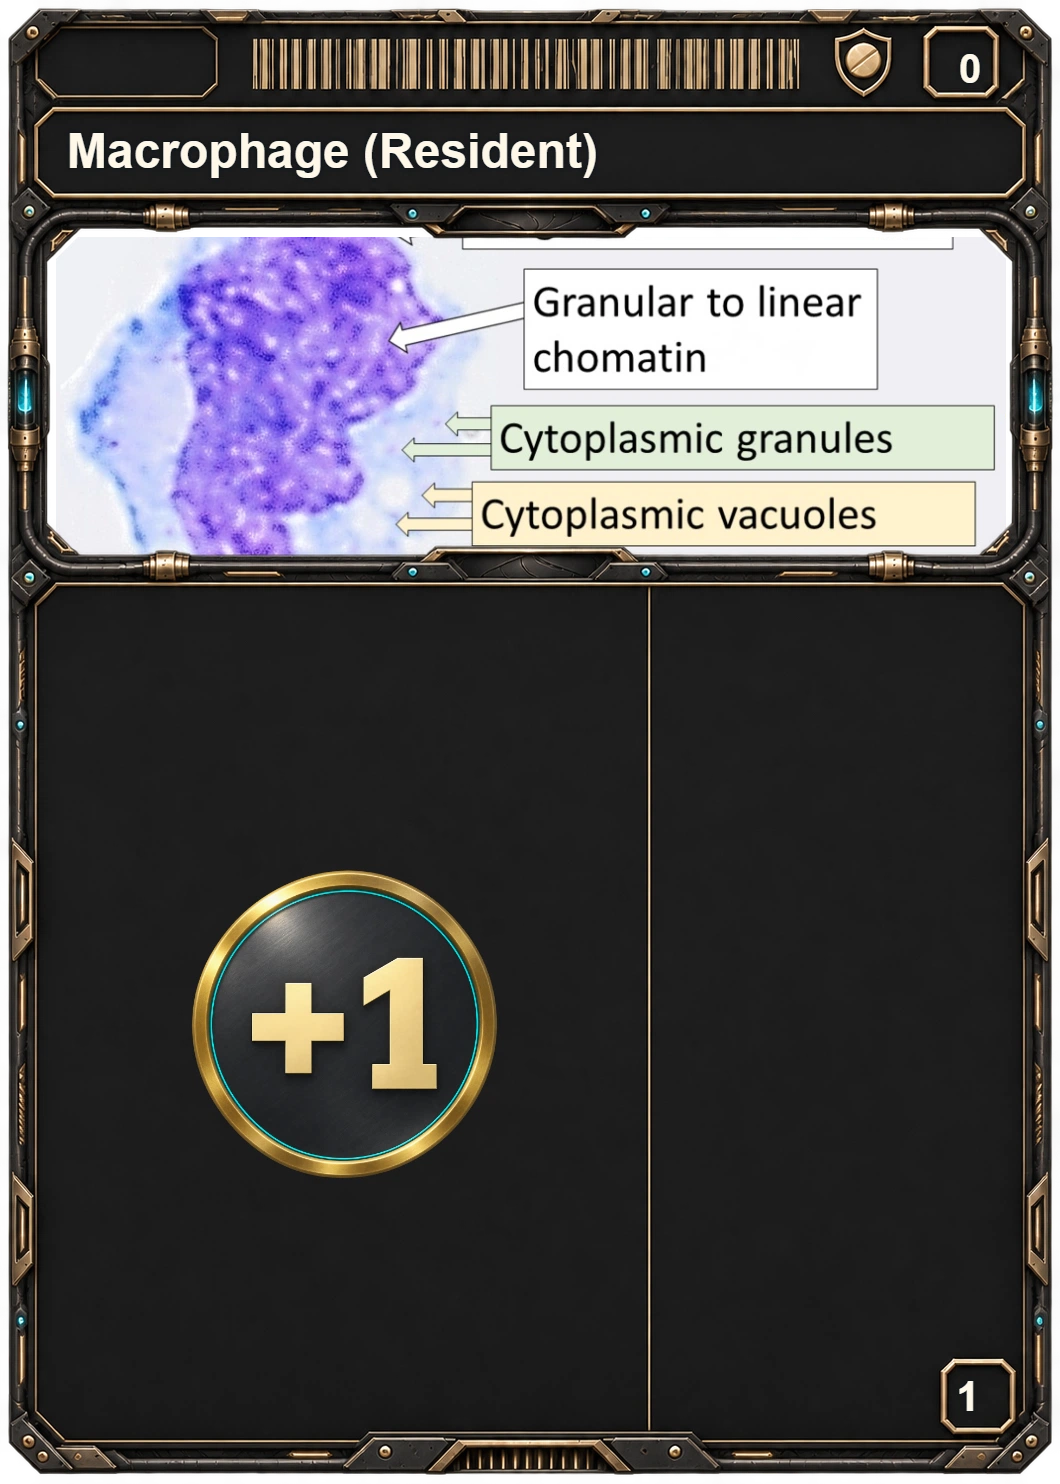 0
Macrophage (Resident)
Granular to linear
chomatin
Cytoplasmic granules
Cytoplasmic vacuoles
+1
1